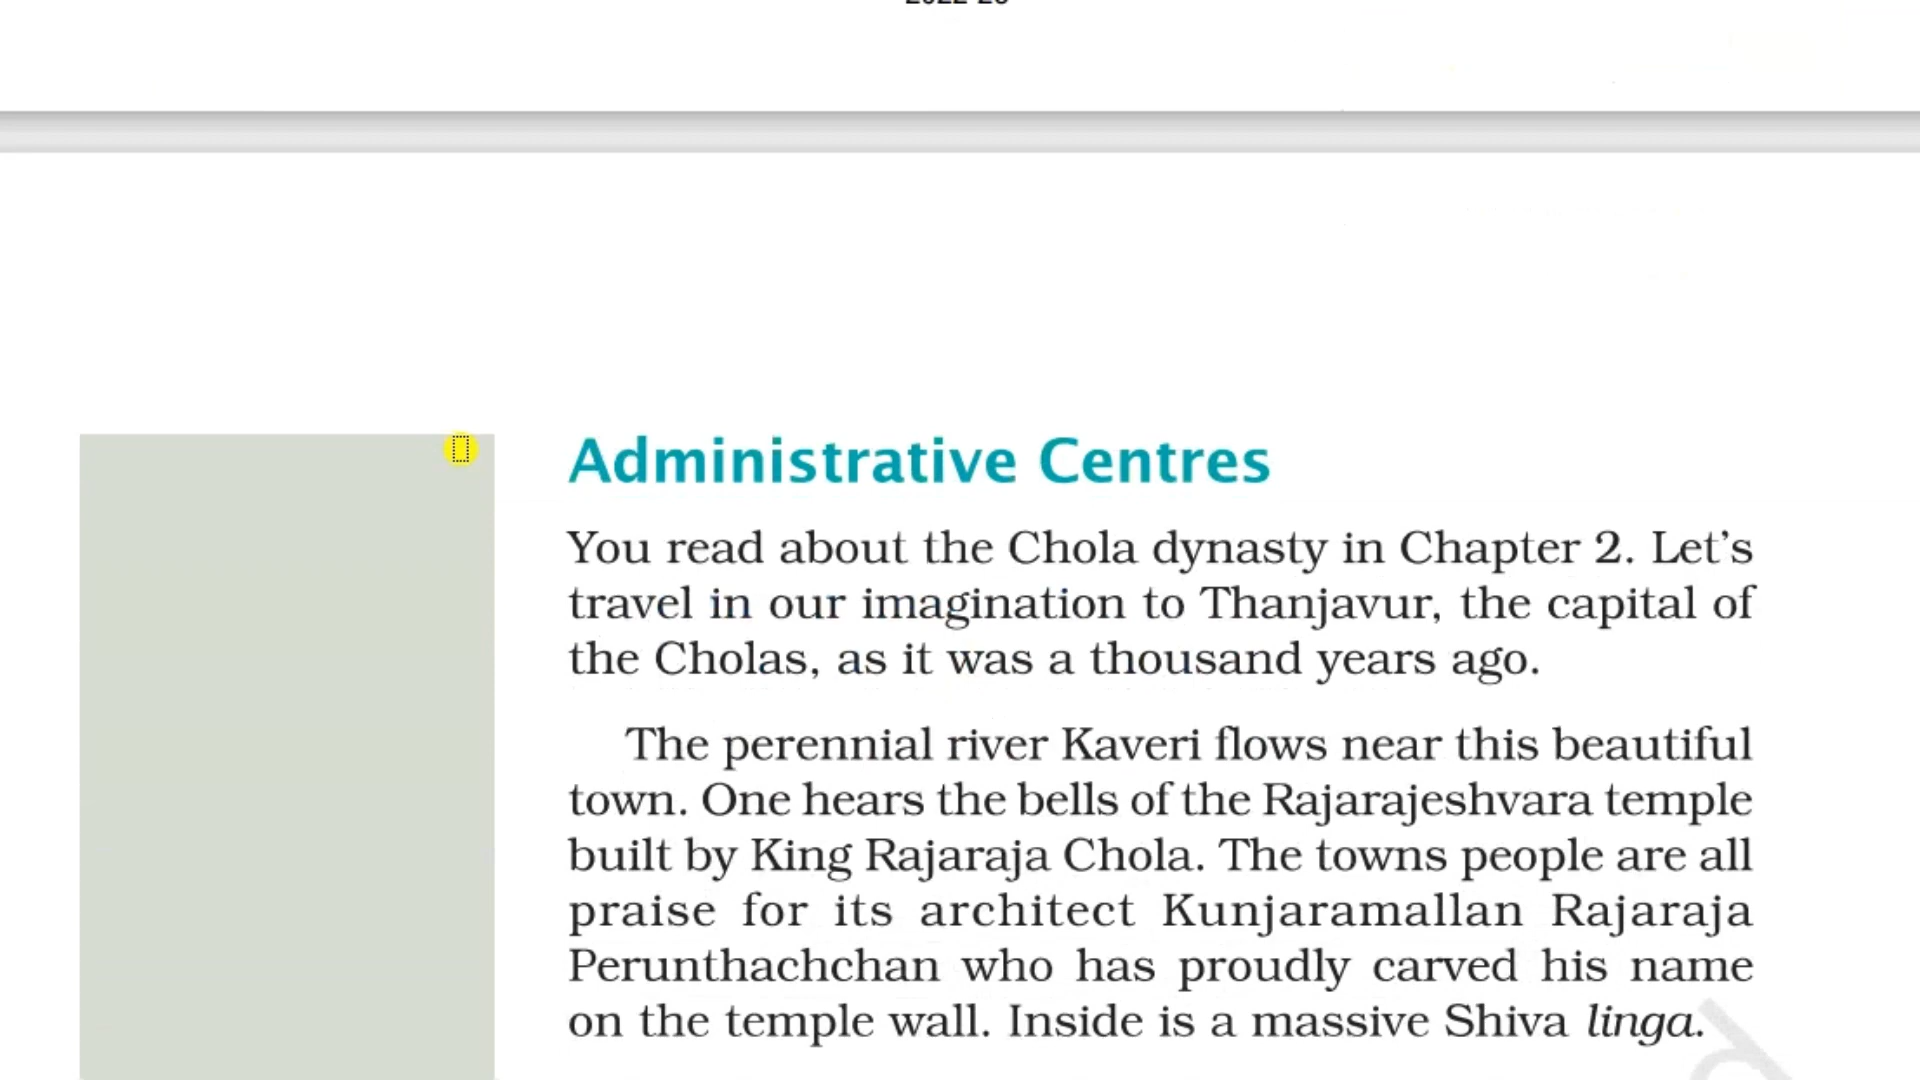 2022-23
Administrative Centres
You read about the Chola dynasty in Chapter 2. Let’s
travel in our imagination to Thanjavur, the capital of
the Cholas, as it was a thousand years ago.
The perennial river Kaveri flows near this beautiful
town. One hears the bells of the Rajarajeshvara temple
built by King Rajaraja Chola. The towns people are all
praise for its architect Kunjaramallan Rajaraja
Perunthachchan who has proudly carved his name
on the temple wall. Inside is a massive Shiva linga.